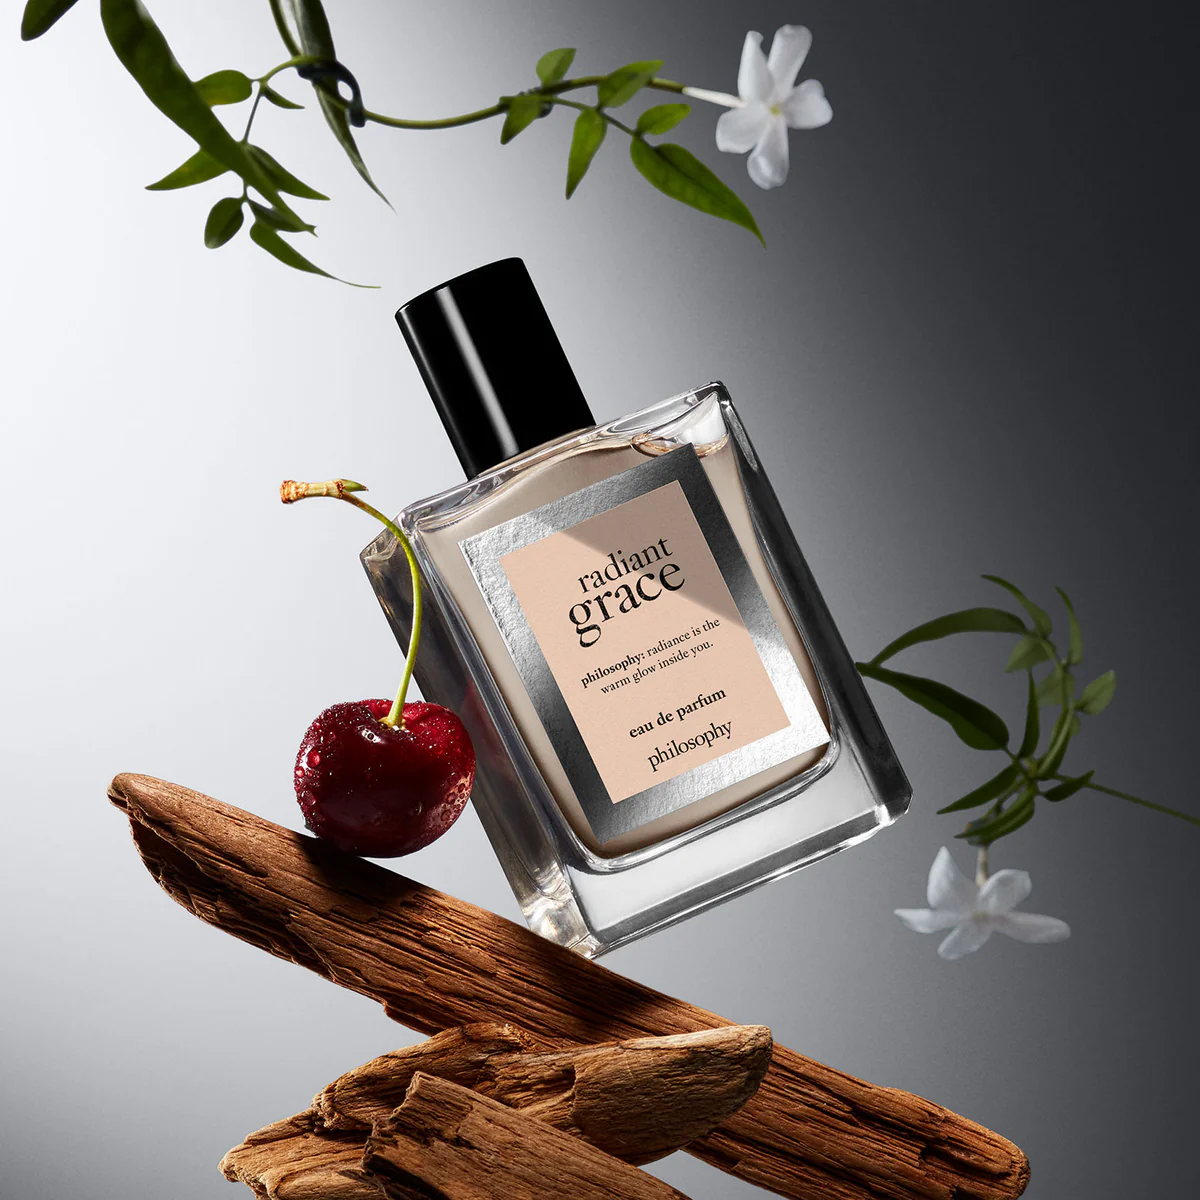 radiant
grace
philosophy: radiance is the
warm glow inside you.
eau de parfum
philosophy